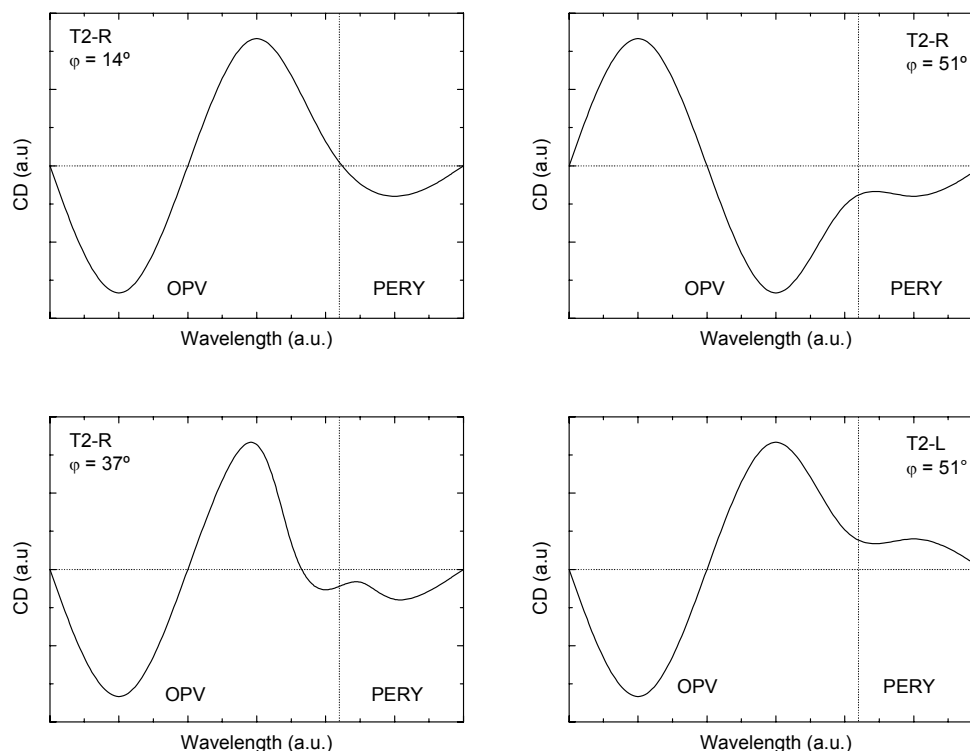 T2-R
φ = 14º
CD (a.u)
OPV
PERY
Wavelength (a.u.)
T2-R
φ = 51º
CD (a.u)
OPV
PERY
Wavelength (a.u.)
T2-R
φ = 37º
CD (a.u)
OPV
PERY
Wavelength (a.u.)
T2-L
φ = 51°
CD (a.u)
OPV
PERY
Wavelength (a.u.)